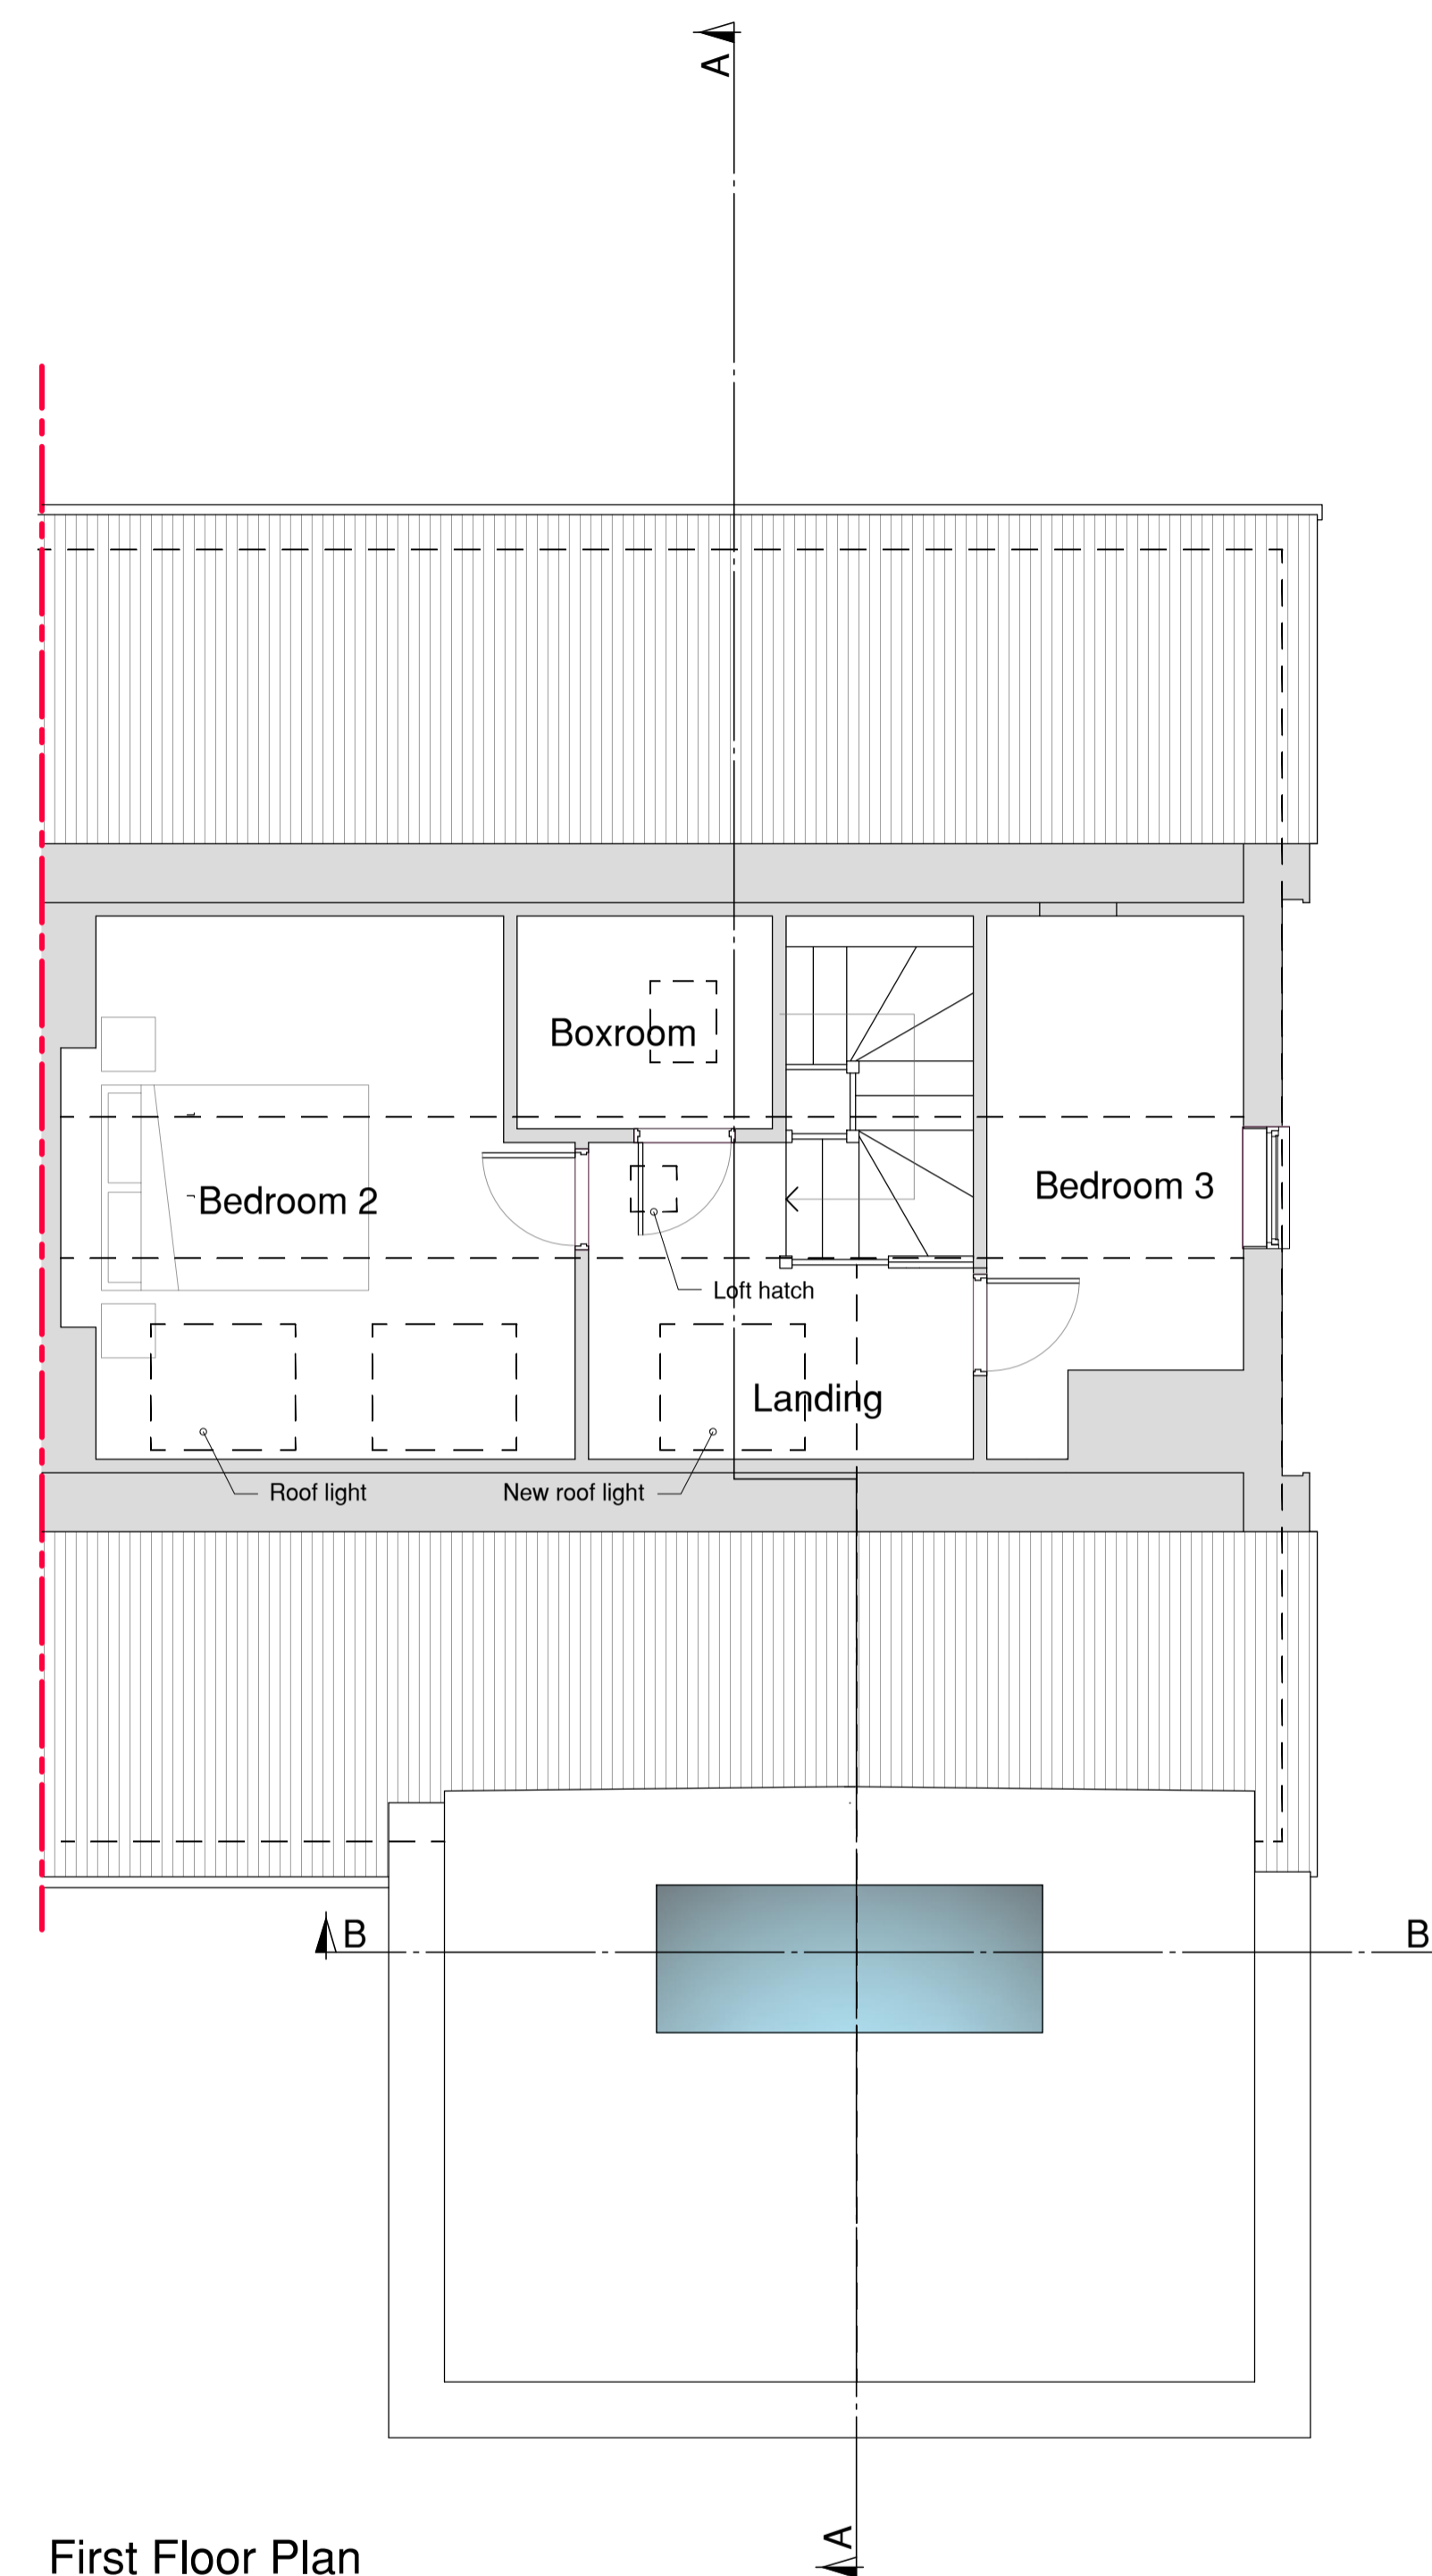 A
Boxroom
Bedroom 3
Bedroom 2
Loft hatch
Landing
Roof light
New roof light
B
B
A
First Floor Plan